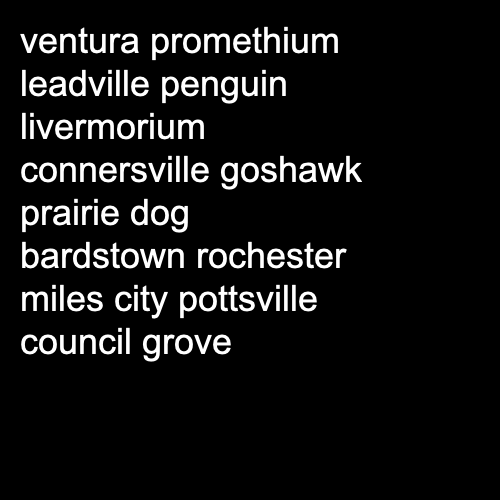 ventura promethium
leadville penguin
livermorium
connersville goshawk
prairie dog
bardstown rochester
miles city pottsville
council grove